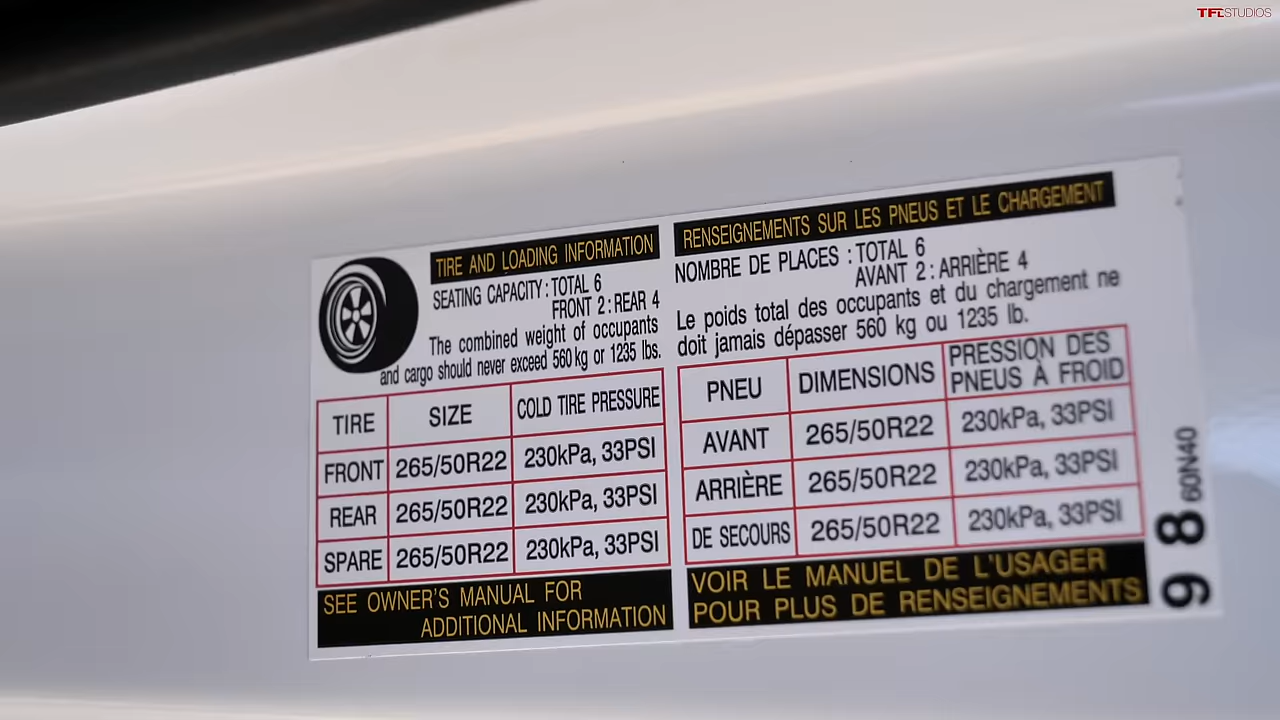 TFLSTUDIOS
TIRE AND LOADING INFORMATION
SEATING CAPACITY : TOTAL 6
FRONT 2 : REAR 4
The combined weight of occupants
and cargo should never exceed 560 kg or 1235 lbs.
TIRE SIZE COLD TIRE PRESSURE
FRONT 265/50R22 230kPa, 33PSI
REAR 265/50R22 230kPa, 33PSI
SPARE 265/50R22 230kPa, 33PSI
SEE OWNER'S MANUAL FOR
ADDITIONAL INFORMATION
RENSEIGNEMENTS SUR LES PNEUS ET LE CHARGEMENT
NOMBRE DE PLACES : TOTAL 6
AVANT 2 : ARRIÈRE 4
Le poids total des occupants et du chargement ne
doit jamais dépasser 560 kg ou 1235 lb.
PNEU DIMENSIONS PRESSION DES
PNEUS À FROID
AVANT 265/50R22 230kPa, 33PSI
ARRIÈRE 265/50R22 230kPa, 33PSI
DE SECOURS 265/50R22 230kPa, 33PSI
VOIR LE MANUEL DE L'USAGER
POUR PLUS DE RENSEIGNEMENTS
9 8 60N40